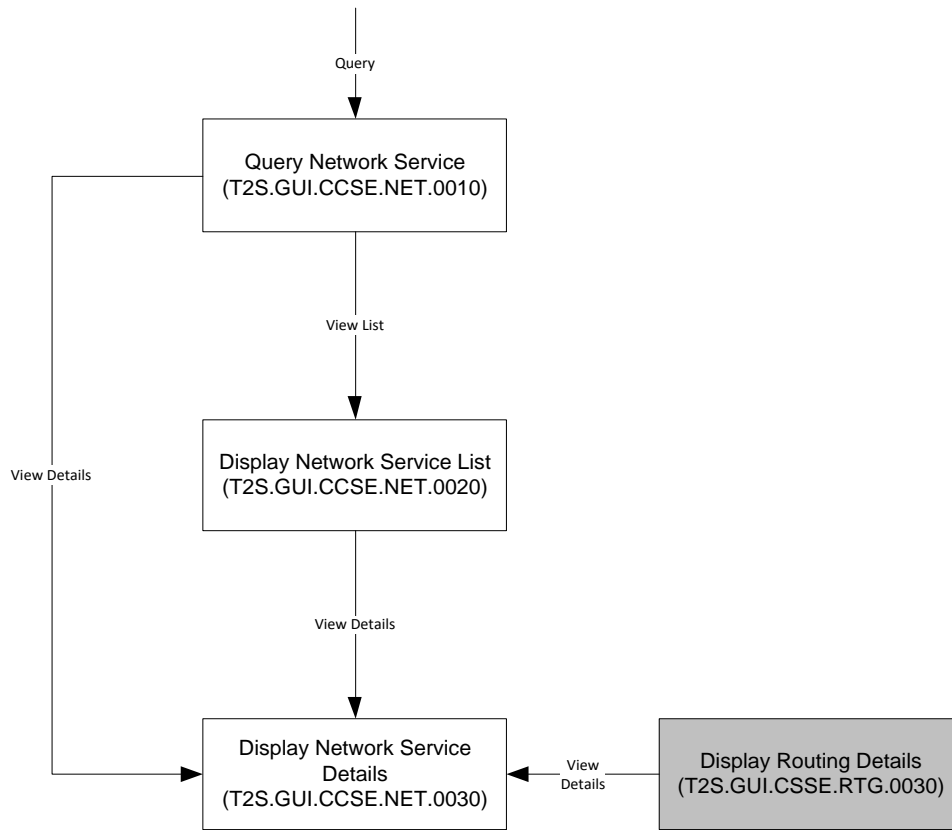 Query
Query Network Service
(T2S.GUI.CCSE.NET.0010)
View List
Display Network Service List
(T2S.GUI.CCSE.NET.0020)
View Details
View Details
Display Network Service
Details
(T2S.GUI.CCSE.NET.0030)
View
Details
Display Routing Details
(T2S.GUI.CSSE.RTG.0030)